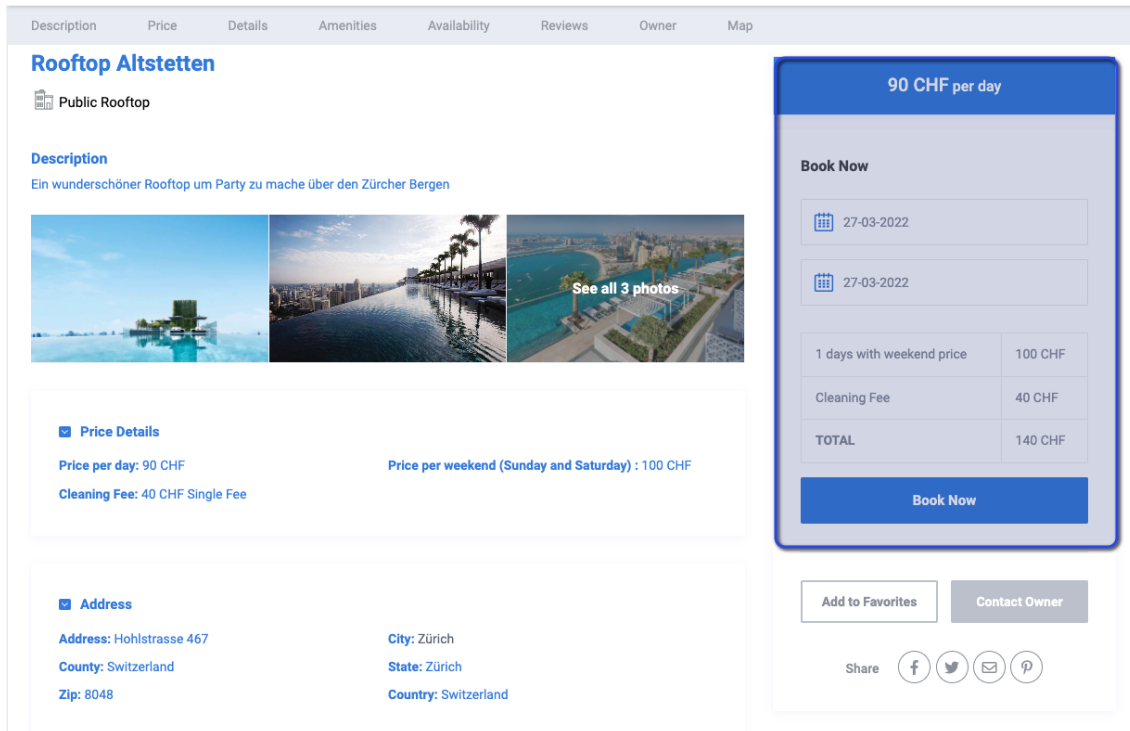 Description Price Details Amenities Availability Reviews Owner Map
Rooftop Altstetten
Public Rooftop
Description
Ein wunderschöner Rooftop um Party zu mache über den Zürcher Bergen
See all 3 photos
Price Details
Price per day: 90 CHF
Price per weekend (Sunday and Saturday) : 100 CHF
Cleaning Fee: 40 CHF Single Fee
Address
Address: Hohlstrasse 467
City: Zürich
County: Switzerland
State: Zürich
Zip: 8048
Country: Switzerland
90 CHF per day
Book Now
27-03-2022
27-03-2022
1 days with weekend price 100 CHF
Cleaning Fee 40 CHF
TOTAL 140 CHF
Book Now
Add to Favorites
Contact Owner
Share